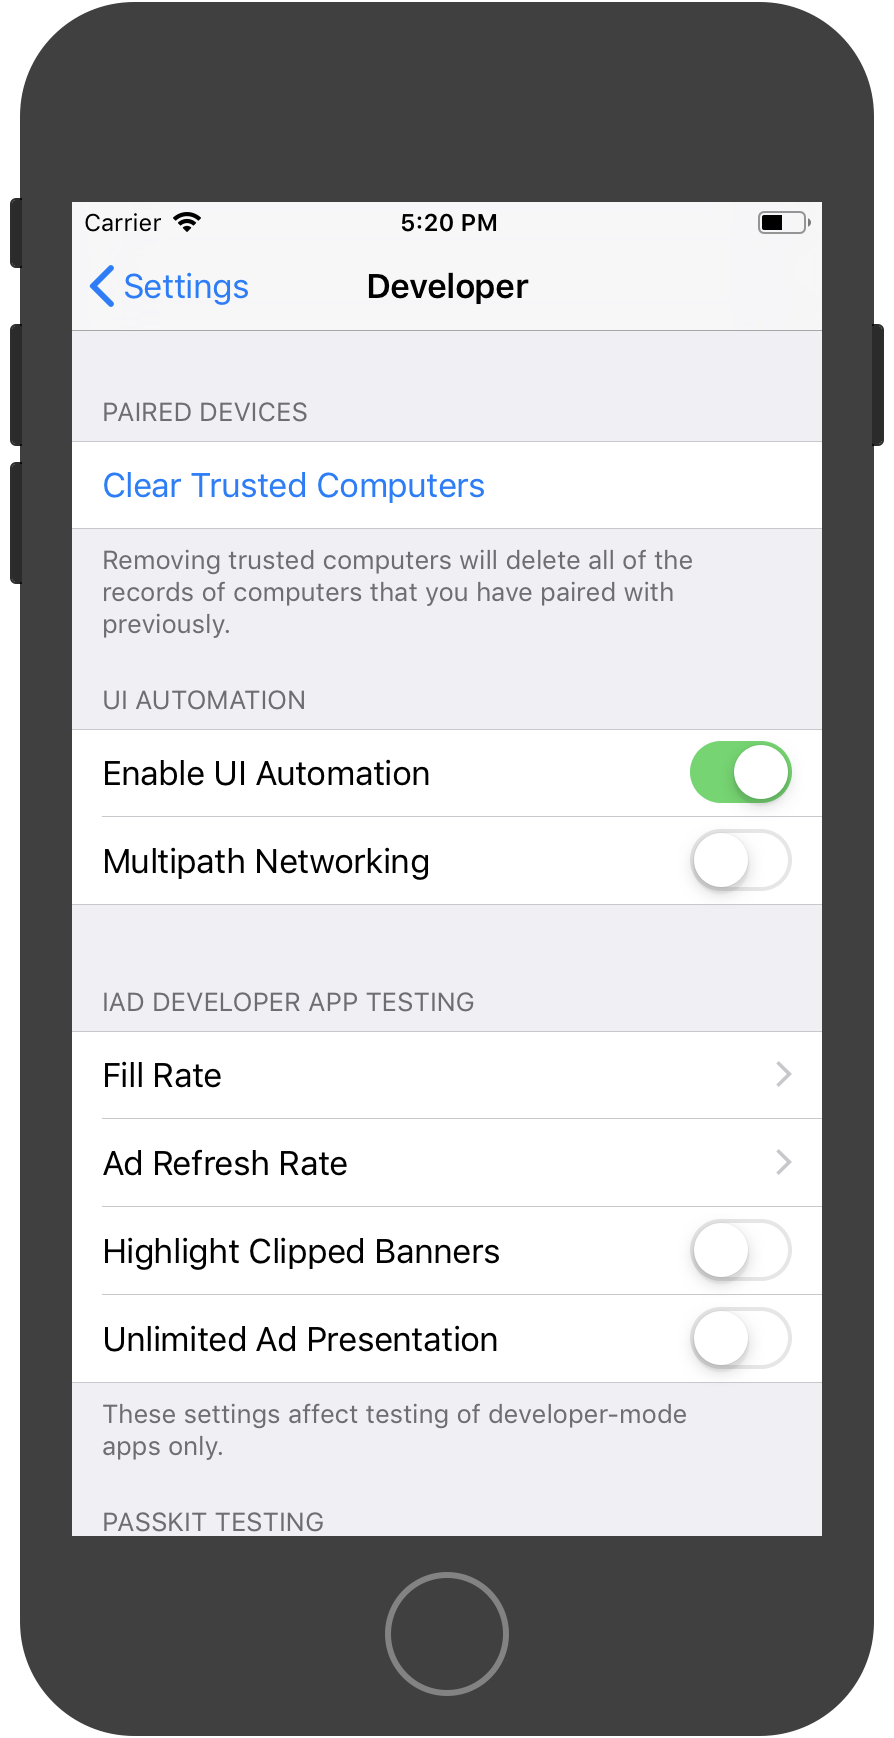 Carrier 5:20 PM
Settings Developer
PAIRED DEVICES
Clear Trusted Computers
Removing trusted computers will delete all of the
records of computers that you have paired with
previously.
UI AUTOMATION
Enable UI Automation
Multipath Networking
IAD DEVELOPER APP TESTING
Fill Rate
Ad Refresh Rate
Highlight Clipped Banners
Unlimited Ad Presentation
These settings affect testing of developer-mode
apps only.
PASSKIT TESTING